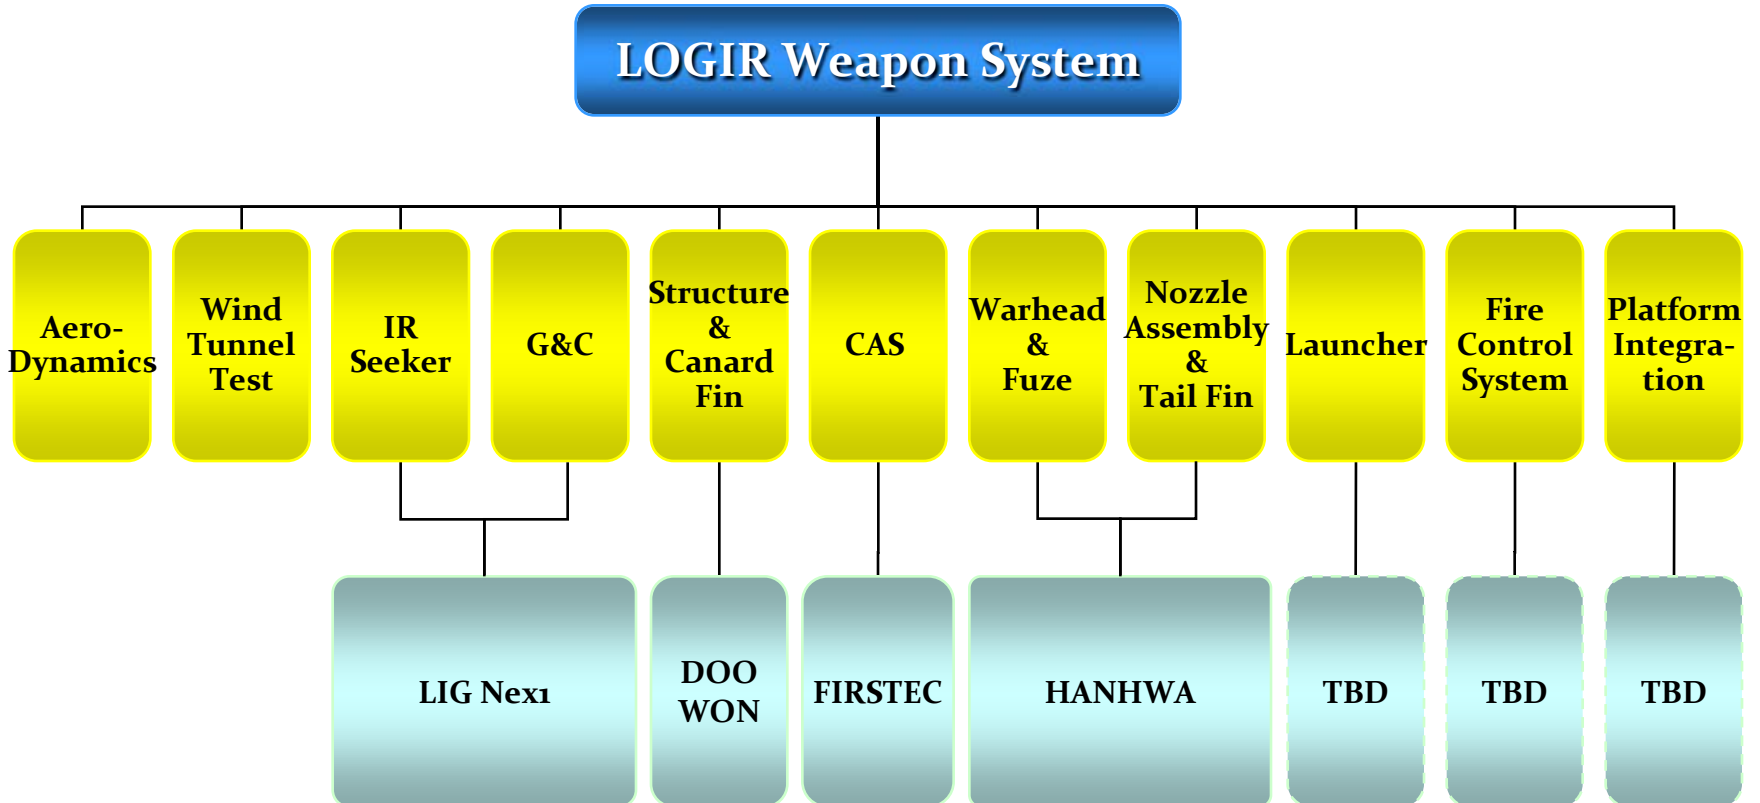 LOGIR Weapon System
Aero-
Dynamics
Wind
Tunnel
Test
IR
Seeker
G&C
Structure
&
Canard
Fin
CAS
Warhead
&
Fuze
Nozzle
Assembly
&
Tail Fin
Launcher
Fire
Control
System
Platform
Integra-
tion
LIG Nex1
DOO
WON
FIRSTEC
HANHWA
TBD
TBD
TBD